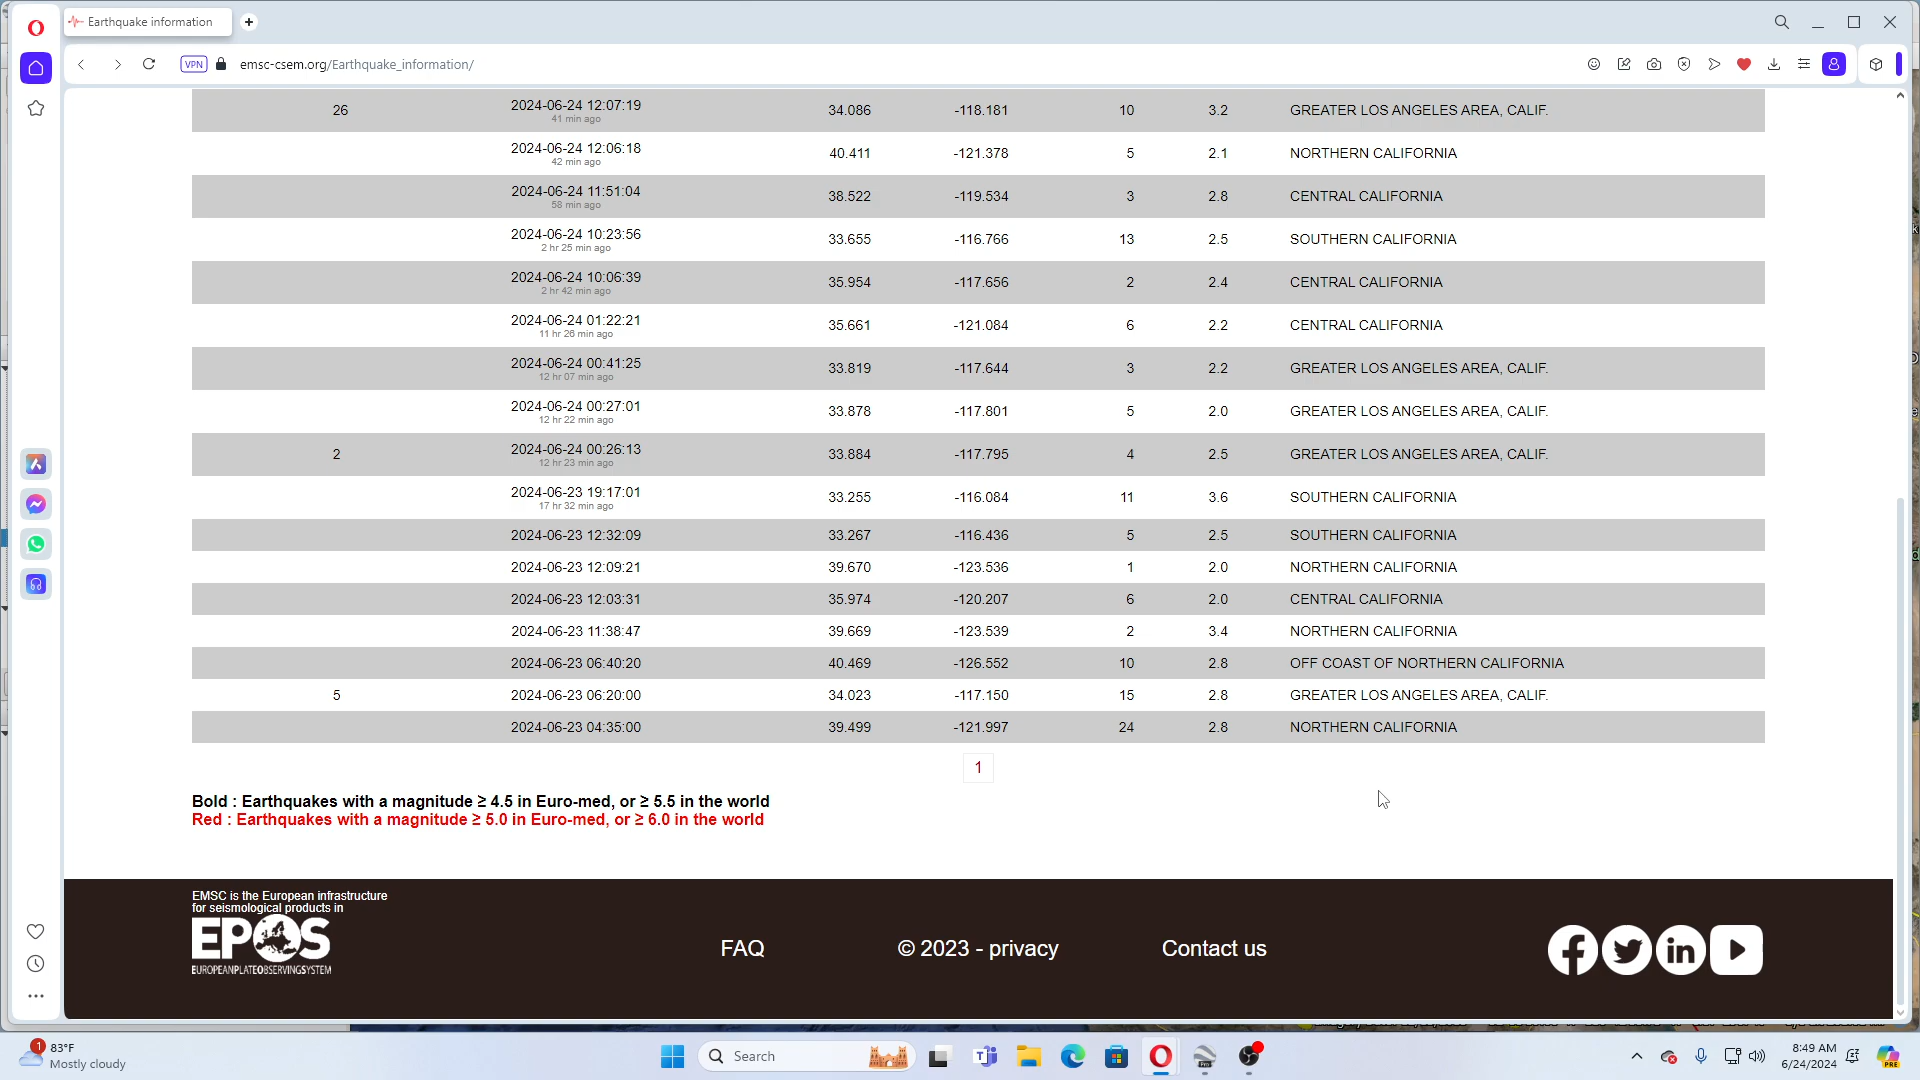 Earthquake information
VPN emsc-csem.org/Earthquake_information/
26 2024-06-24 12:07:19 34.086 -118.181 10 3.2 GREATER LOS ANGELES AREA, CALIF.
41 min ago
2024-06-24 12:06:18 40.411 -121.378 5 2.1 NORTHERN CALIFORNIA
42 min ago
2024-06-24 11:51:04 38.522 -119.534 3 2.8 CENTRAL CALIFORNIA
58 min ago
2024-06-24 10:23:56 33.655 -116.766 13 2.5 SOUTHERN CALIFORNIA
2 hr 25 min ago
2024-06-24 10:06:39 35.954 -117.656 2 2.4 CENTRAL CALIFORNIA
2 hr 42 min ago
2024-06-24 01:22:21 35.661 -121.084 6 2.2 CENTRAL CALIFORNIA
11 hr 26 min ago
2024-06-24 00:41:25 33.819 -117.644 3 2.2 GREATER LOS ANGELES AREA, CALIF.
12 hr 07 min ago
2024-06-24 00:27:01 33.878 -117.801 5 2.0 GREATER LOS ANGELES AREA, CALIF.
12 hr 22 min ago
2 2024-06-24 00:26:13 33.884 -117.795 4 2.5 GREATER LOS ANGELES AREA, CALIF.
12 hr 23 min ago
2024-06-23 19:17:01 33.255 -116.084 11 3.6 SOUTHERN CALIFORNIA
17 hr 32 min ago
2024-06-23 12:32:09 33.267 -116.436 5 2.5 SOUTHERN CALIFORNIA
2024-06-23 12:09:21 39.670 -123.536 1 2.0 NORTHERN CALIFORNIA
2024-06-23 12:03:31 35.974 -120.207 6 2.0 CENTRAL CALIFORNIA
2024-06-23 11:38:47 39.669 -123.539 2 3.4 NORTHERN CALIFORNIA
2024-06-23 06:40:20 40.469 -126.552 10 2.8 OFF COAST OF NORTHERN CALIFORNIA
5 2024-06-23 06:20:00 34.023 -117.150 15 2.8 GREATER LOS ANGELES AREA, CALIF.
2024-06-23 04:35:00 39.499 -121.997 24 2.8 NORTHERN CALIFORNIA
1
Bold : Earthquakes with a magnitude ≥ 4.5 in Euro-med, or ≥ 5.5 in the world
Red : Earthquakes with a magnitude ≥ 5.0 in Euro-med, or ≥ 6.0 in the world
EMSC is the European infrastructure
for seismological products in
EPOS
EUROPEANPLATEOBSERVINGSYSTEM
FAQ © 2023 - privacy Contact us
1 83°F
Mostly cloudy
Search
8:49 AM
6/24/2024
PRE